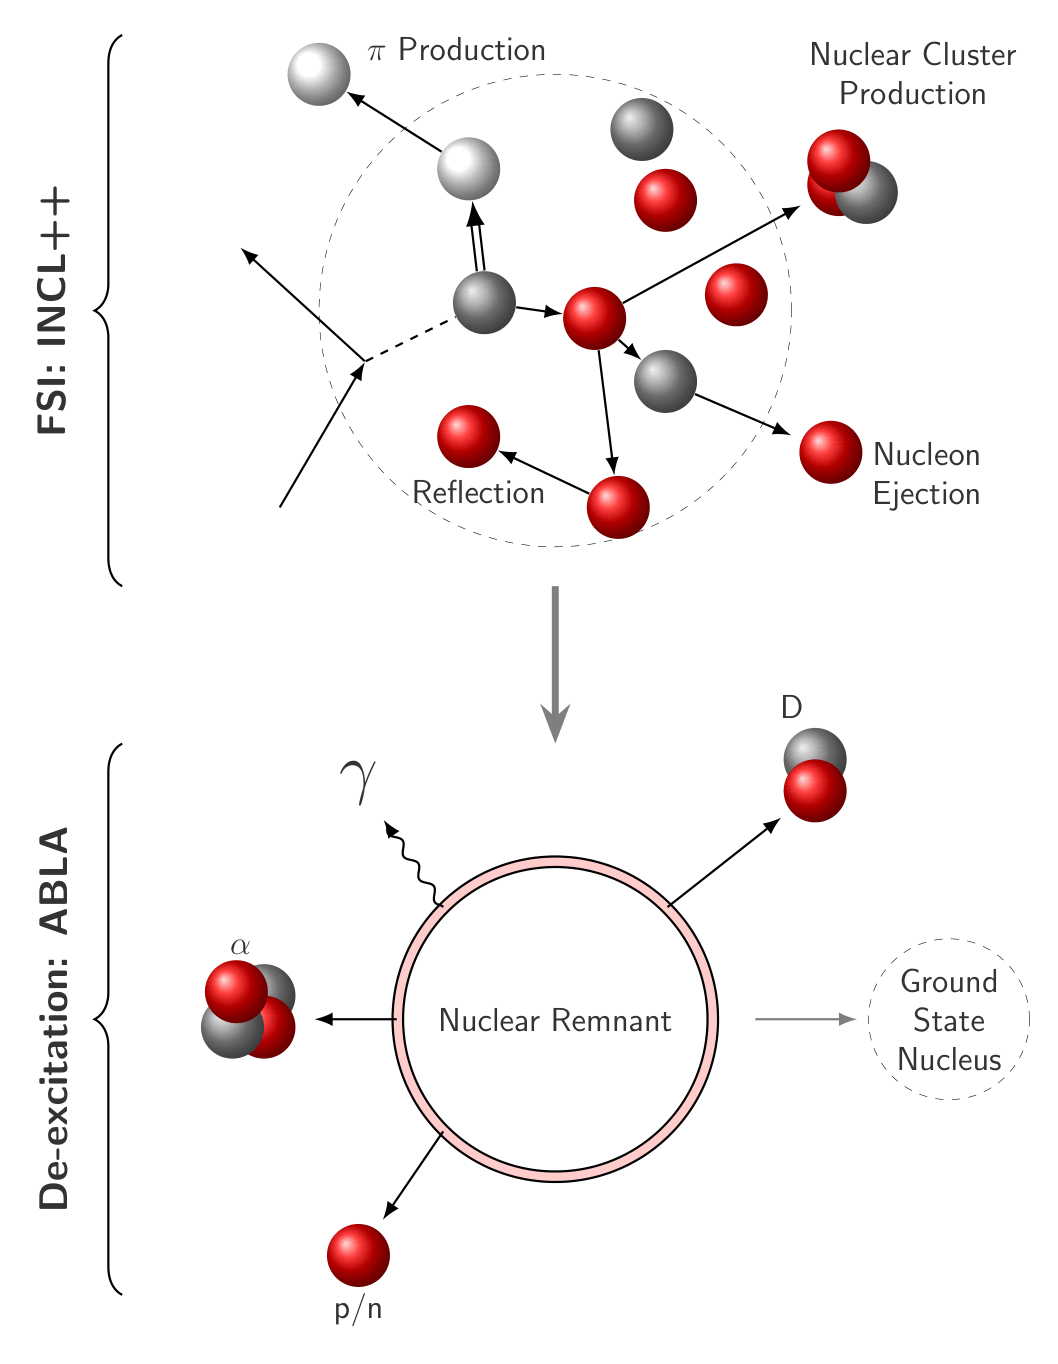 FSI: INCL++
π Production
Nuclear Cluster
Production
Nucleon
Ejection
Reflection
De-excitation: ABLA
γ
D
α
Nuclear Remnant
Ground
State
Nucleus
p/n